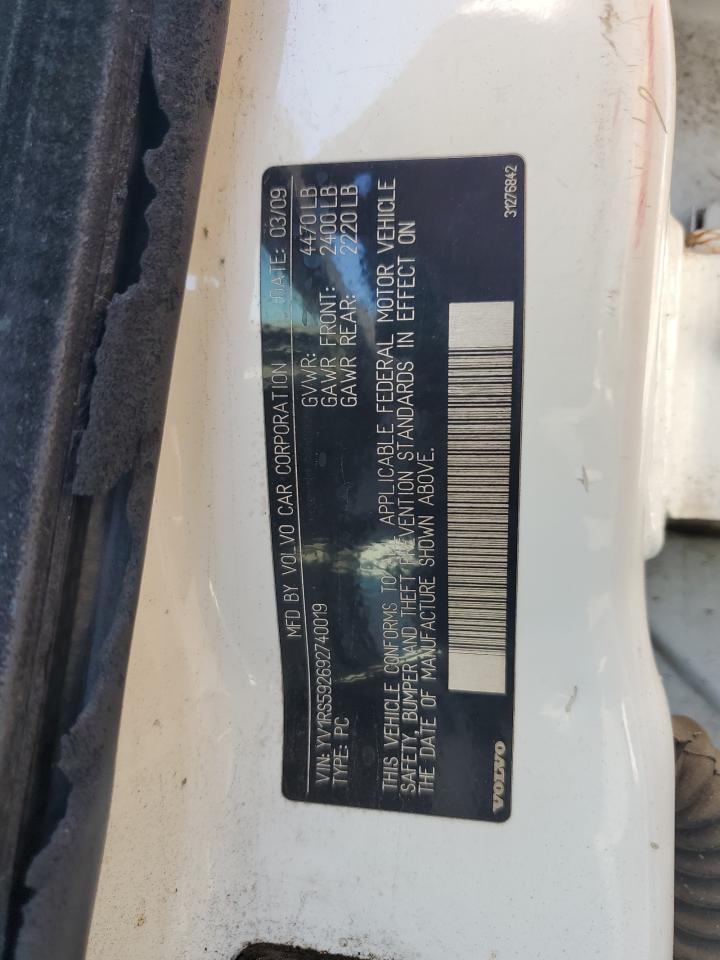 MFD BY VOLVO CAR CORPORATION DATE: 03/09
VIN: YV1RS592692740019
TYPE: PC
GVWR: 4470 LB
GAWR FRONT: 2400 LB
GAWR REAR: 2220 LB
THIS VEHICLE CONFORMS TO APPLICABLE FEDERAL MOTOR VEHICLE
SAFETY, BUMPER AND THEFT PREVENTION STANDARDS IN EFFECT ON
THE DATE OF MANUFACTURE SHOWN ABOVE.
VOLVO
31276842